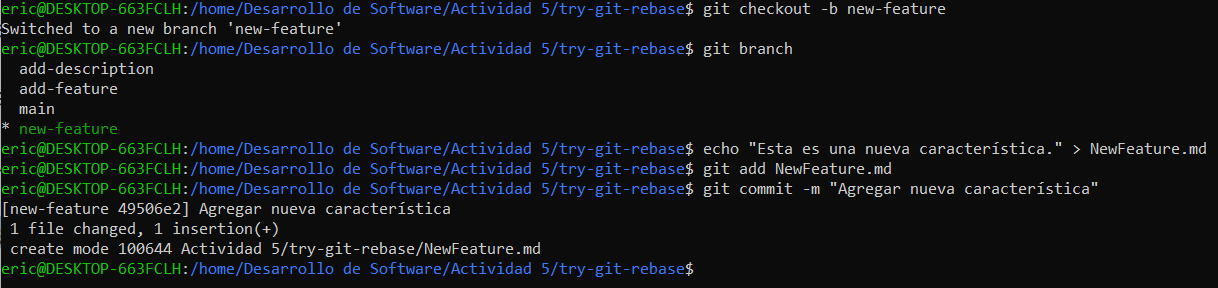 eric@DESKTOP-663FCLH:/home/Desarrollo de Software/Actividad 5/try-git-rebase$ git checkout -b new-feature
Switched to a new branch 'new-feature'
eric@DESKTOP-663FCLH:/home/Desarrollo de Software/Actividad 5/try-git-rebase$ git branch
  add-description
  add-feature
  main
* new-feature
eric@DESKTOP-663FCLH:/home/Desarrollo de Software/Actividad 5/try-git-rebase$ echo "Esta es una nueva característica." > NewFeature.md
eric@DESKTOP-663FCLH:/home/Desarrollo de Software/Actividad 5/try-git-rebase$ git add NewFeature.md
eric@DESKTOP-663FCLH:/home/Desarrollo de Software/Actividad 5/try-git-rebase$ git commit -m "Agregar nueva característica"
[new-feature 49506e2] Agregar nueva característica
 1 file changed, 1 insertion(+)
 create mode 100644 Actividad 5/try-git-rebase/NewFeature.md
eric@DESKTOP-663FCLH:/home/Desarrollo de Software/Actividad 5/try-git-rebase$